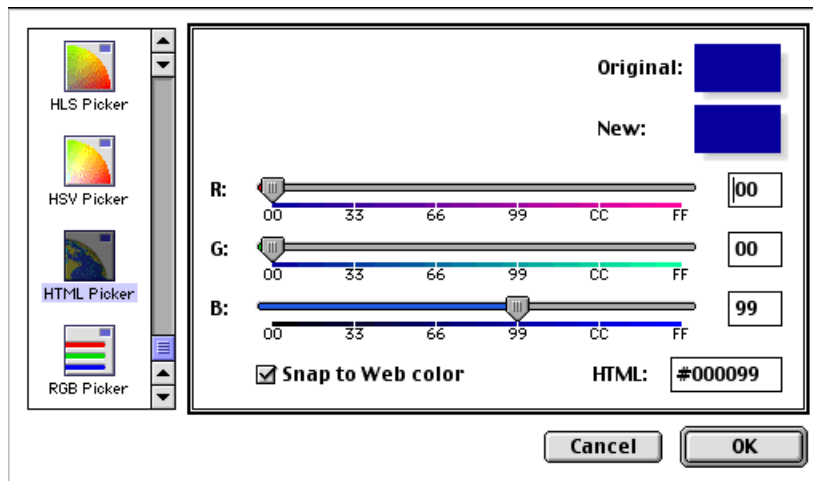 HLS Picker
HSV Picker
HTML Picker
RGB Picker
Original:
New:
R: 00
00 33 66 99 CC FF
G: 00
00 33 66 99 CC FF
B: 99
00 33 66 99 CC FF
Snap to Web color HTML: #000099
Cancel OK